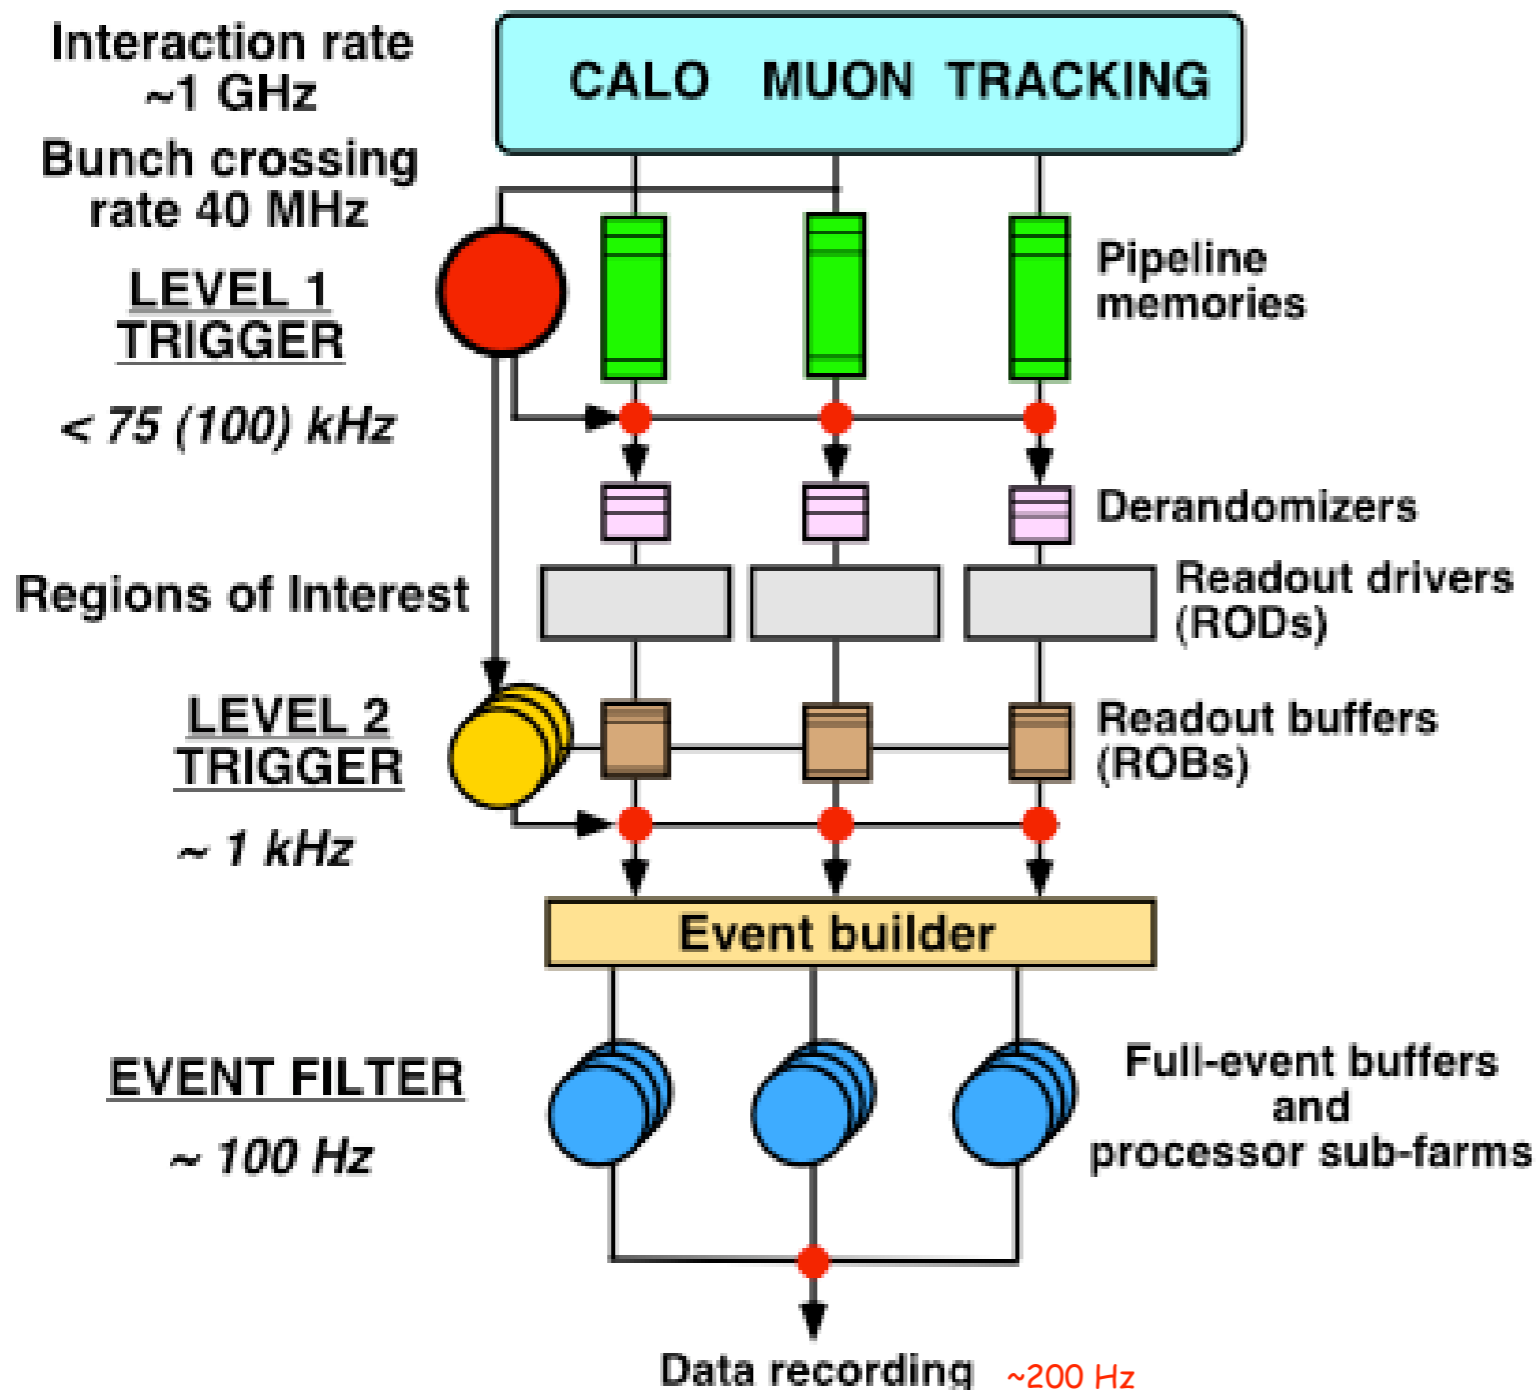 Interaction rate
~1 GHz
Bunch crossing
rate 40 MHz
CALO MUON TRACKING
LEVEL 1
TRIGGER
< 75 (100) kHz
Pipeline
memories
Derandomizers
Regions of Interest
Readout drivers
(RODs)
LEVEL 2
TRIGGER
~ 1 kHz
Readout buffers
(ROBs)
Event builder
EVENT FILTER
~ 100 Hz
Full-event buffers
and
processor sub-farms
Data recording ~200 Hz